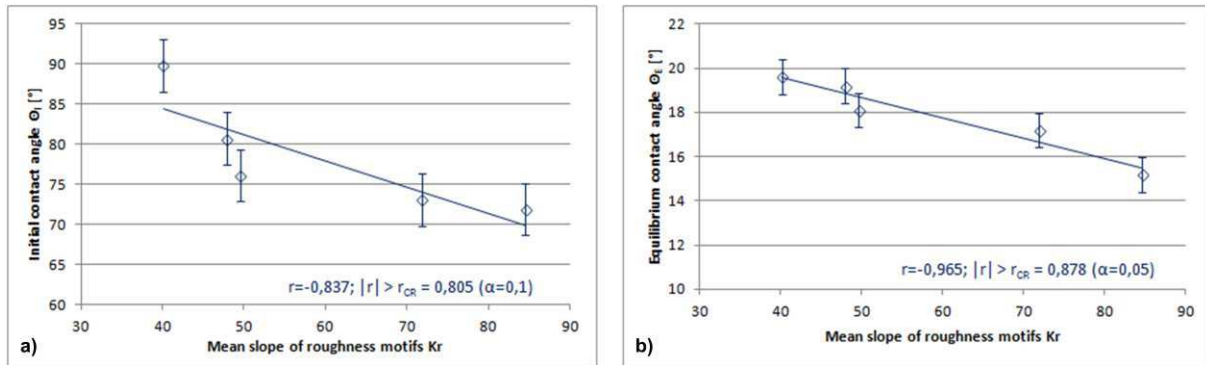 95
90
85
80
75
70
65
60
Initial contact angle ΘI [°]
r=-0,837; |r| > rCR = 0,805 (α=0,1)
30 40 50 60 70 80 90
Mean slope of roughness motifs Kr
a)
22
20
18
16
14
12
10
Equilibrium contact angle ΘE [°]
r=-0,965; |r| > rCR = 0,878 (α=0,05)
30 40 50 60 70 80 90
Mean slope of roughness motifs Kr
b)